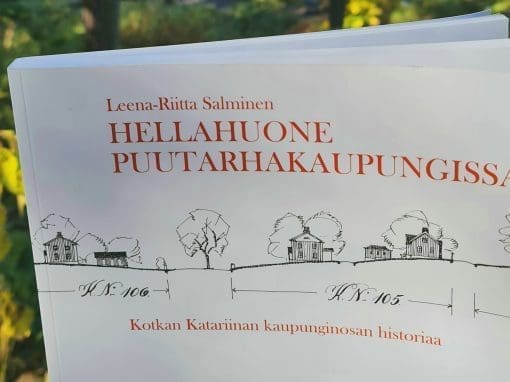 Leena-Riitta Salminen
HELLAHUONE
PUUTARHAKAUPUNGISSA
K.N:o 106.
K.N:o 105.
Kotkan Katariinan kaupunginosan historiaa